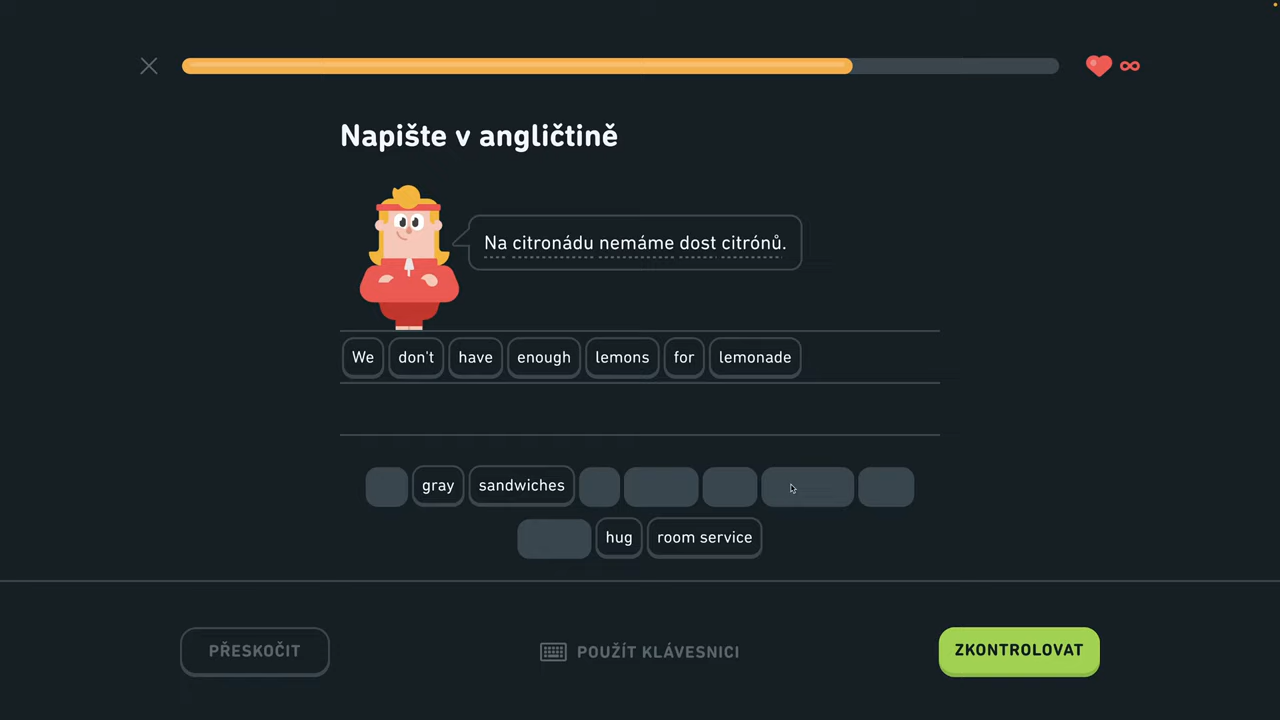 Napište v angličtině
Na citronádu nemáme dost citrónů.
We don't have enough lemons for lemonade
gray sandwiches
hug room service
PŘESKOČIT POUŽÍT KLÁVESNICI ZKONTROLOVAT